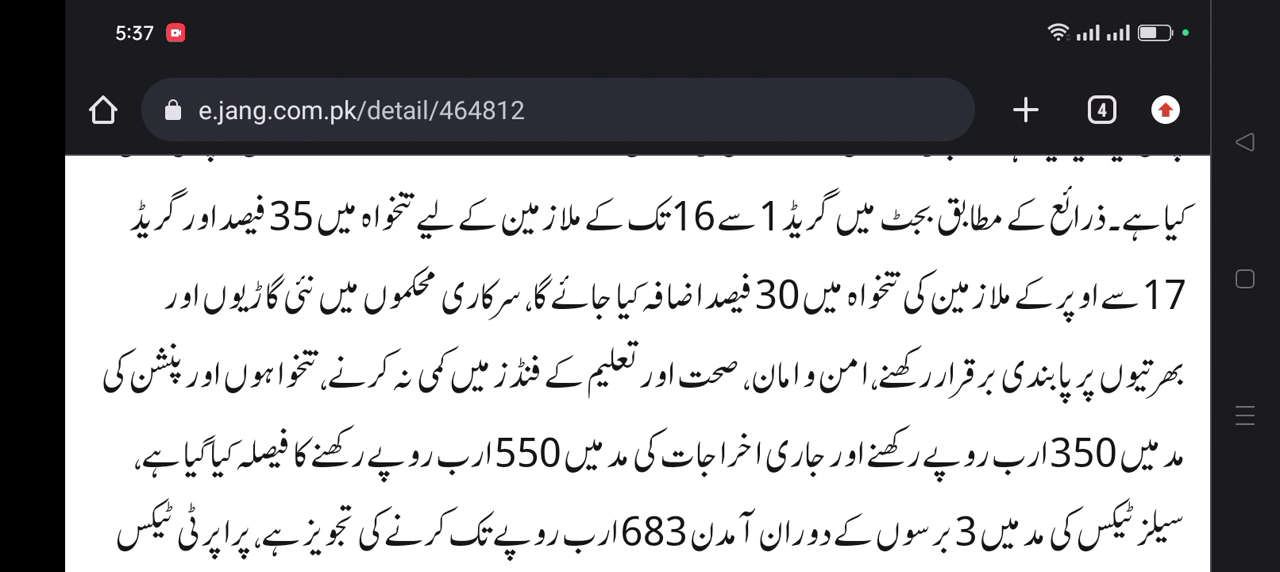 5:37
e.jang.com.pk/detail/464812
4
کیا ہے۔ ذرائع کے مطابق بجٹ میں گریڈ 1 سے 16 تک کے ملازمین کے لیے تنخواہ میں 35 فیصد اور گریڈ
17 سے اوپر کے ملازمین کی تنخواہ میں 30 فیصد اضافہ کیا جائے گا، سرکاری محکموں میں نئی گاڑیوں اور
بھرتیوں پر پابندی برقرار رکھنے، امن و امان، صحت اور تعلیم کے فنڈز میں کمی نہ کرنے، تنخواہوں اور پنشن کی
مد میں 350 ارب روپے رکھنے اور جاری اخراجات کی مد میں 550 ارب روپے رکھنے کا فیصلہ کیا گیا ہے،
سیلز ٹیکس کی مد میں 3 برسوں کے دوران آمدن 683 ارب روپے تک کرنے کی تجویز ہے، پراپرٹی ٹیکس